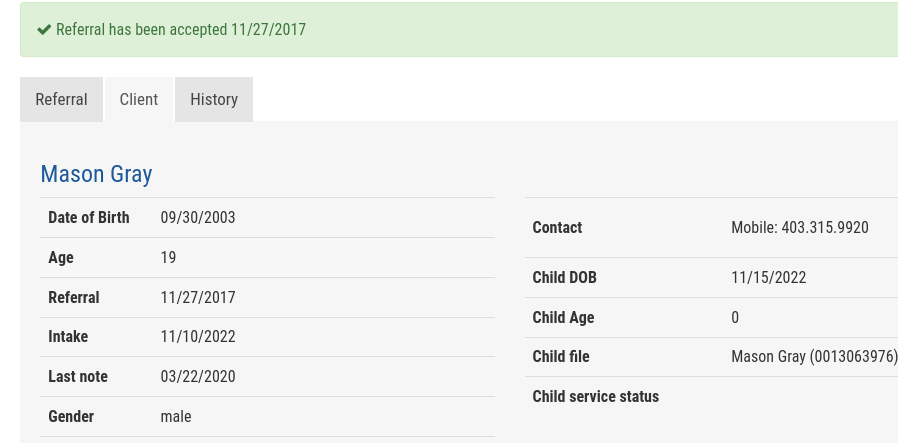 Referral has been accepted 11/27/2017
Referral Client History
Mason Gray
Date of Birth 09/30/2003
Age 19
Referral 11/27/2017
Intake 11/10/2022
Last note 03/22/2020
Gender male
Contact Mobile: 403.315.9920
Child DOB 11/15/2022
Child Age 0
Child file Mason Gray (0013063976)
Child service status